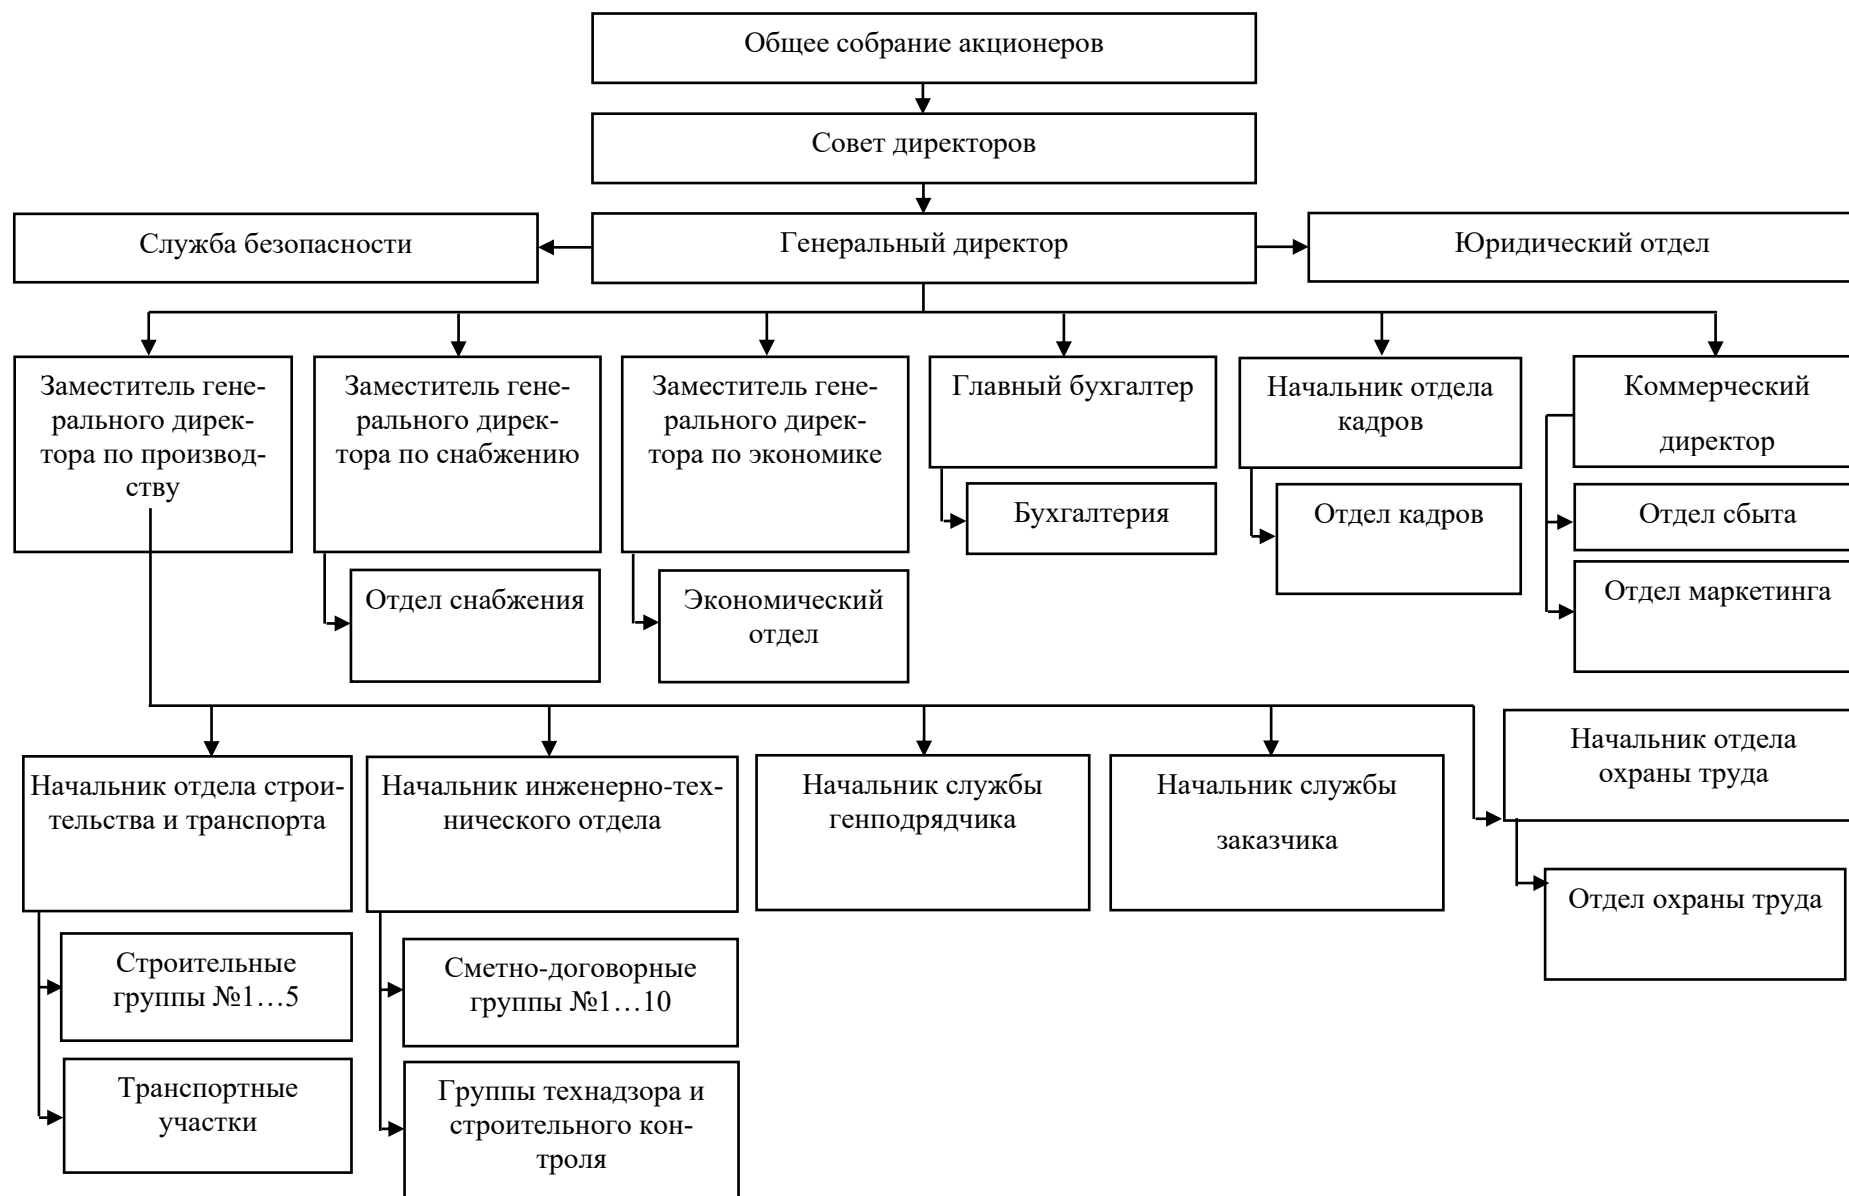 Общее собрание акционеров
Совет директоров
Служба безопасности
Генеральный директор
Юридический отдел
Заместитель гене-
рального дирек-
тора по производ-
ству
Заместитель гене-
рального дирек-
тора по снабжению
Заместитель гене-
рального дирек-
тора по экономике
Главный бухгалтер
Начальник отдела
кадров
Коммерческий
директор
Бухгалтерия
Отдел кадров
Отдел сбыта
Отдел снабжения
Экономический
отдел
Отдел маркетинга
Начальник отдела строи-
тельства и транспорта
Начальник инженерно-тех-
нического отдела
Начальник службы
генподрядчика
Начальник службы
заказчика
Начальник отдела
охраны труда
Отдел охраны труда
Строительные
группы №1…5
Сметно-договорные
группы №1…10
Транспортные
участки
Группы технадзора и
строительного кон-
троля